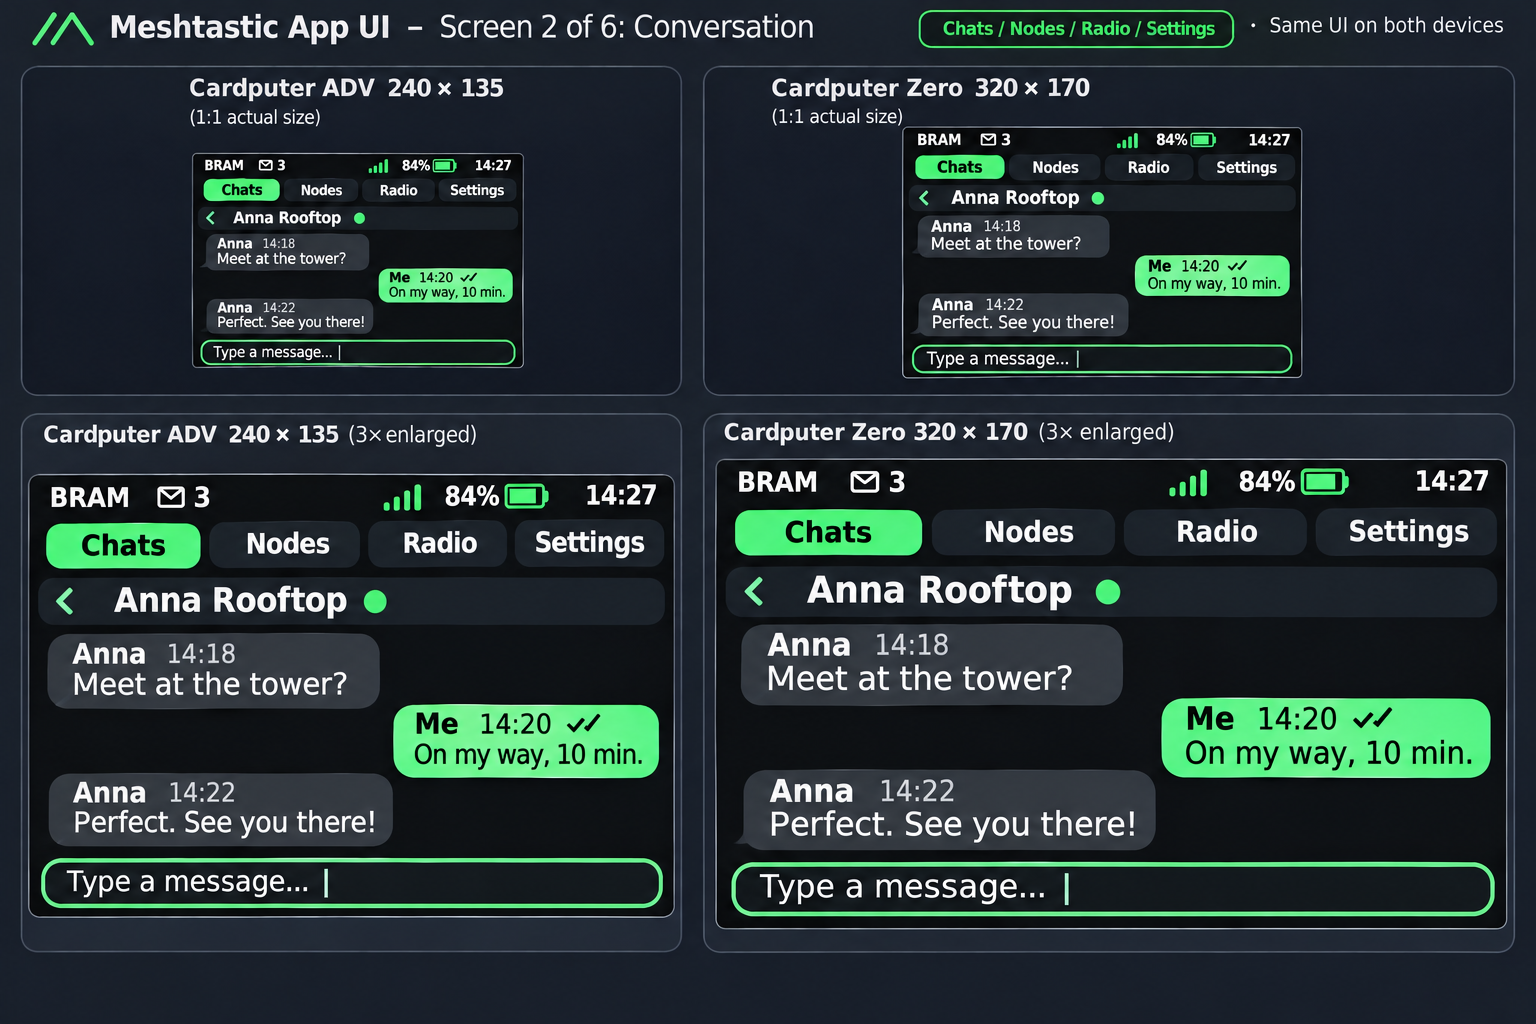 Meshtastic App UI – Screen 2 of 6: Conversation
Chats / Nodes / Radio / Settings
· Same UI on both devices
Cardputer ADV 240 × 135
(1:1 actual size)
BRAM 3 84% 14:27
Chats Nodes Radio Settings
Anna Rooftop
Anna 14:18
Meet at the tower?
Me 14:20 ✓✓
On my way, 10 min.
Anna 14:22
Perfect. See you there!
Type a message... |
Cardputer Zero 320 × 170
(1:1 actual size)
BRAM 3 84% 14:27
Chats Nodes Radio Settings
Anna Rooftop
Anna 14:18
Meet at the tower?
Me 14:20 ✓✓
On my way, 10 min.
Anna 14:22
Perfect. See you there!
Type a message... |
Cardputer ADV 240 × 135 (3× enlarged)
BRAM 3 84% 14:27
Chats Nodes Radio Settings
Anna Rooftop
Anna 14:18
Meet at the tower?
Me 14:20 ✓✓
On my way, 10 min.
Anna 14:22
Perfect. See you there!
Type a message... |
Cardputer Zero 320 × 170 (3× enlarged)
BRAM 3 84% 14:27
Chats Nodes Radio Settings
Anna Rooftop
Anna 14:18
Meet at the tower?
Me 14:20 ✓✓
On my way, 10 min.
Anna 14:22
Perfect. See you there!
Type a message... |